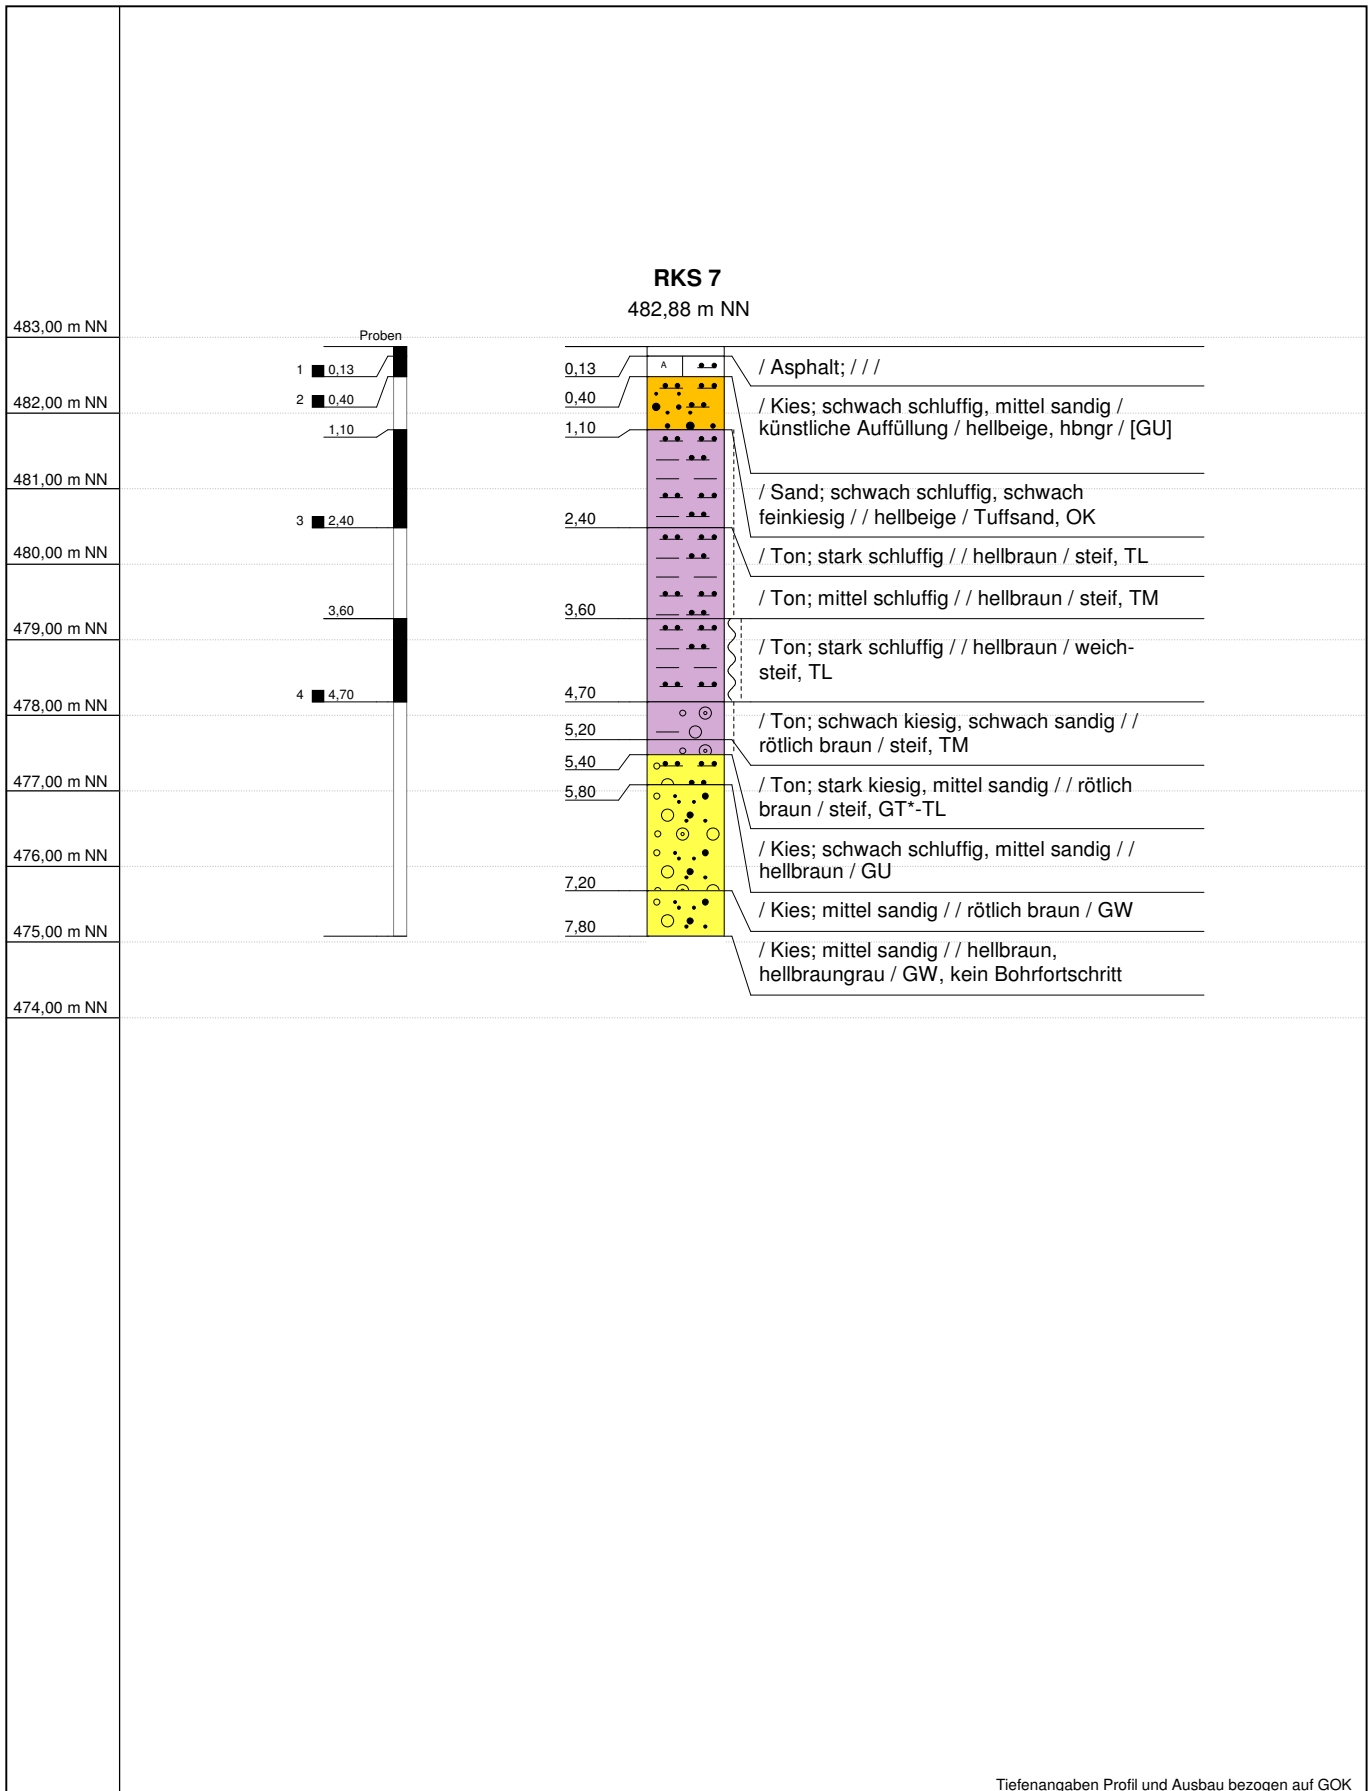 RKS 7
482,88 m NN
483,00 m NN
482,00 m NN
481,00 m NN
480,00 m NN
479,00 m NN
478,00 m NN
477,00 m NN
476,00 m NN
475,00 m NN
474,00 m NN
Proben
1 0,13
2 0,40
1,10
3 2,40
3,60
4 4,70
0,13
0,40
1,10
2,40
3,60
4,70
5,20
5,40
5,80
7,20
7,80
A
/ Asphalt; / / /
/ Kies; schwach schluffig, mittel sandig /
künstliche Auffüllung / hellbeige, hbngr / [GU]
/ Sand; schwach schluffig, schwach
feinkiesig / / hellbeige / Tuffsand, OK
/ Ton; stark schluffig / / hellbraun / steif, TL
/ Ton; mittel schluffig / / hellbraun / steif, TM
/ Ton; stark schluffig / / hellbraun / weich-
steif, TL
/ Ton; schwach kiesig, schwach sandig / /
rötlich braun / steif, TM
/ Ton; stark kiesig, mittel sandig / / rötlich
braun / steif, GT*-TL
/ Kies; schwach schluffig, mittel sandig / /
hellbraun / GU
/ Kies; mittel sandig / / rötlich braun / GW
/ Kies; mittel sandig / / hellbraun,
hellbraungrau / GW, kein Bohrfortschritt
Tiefenangaben Profil und Ausbau bezogen auf GOK